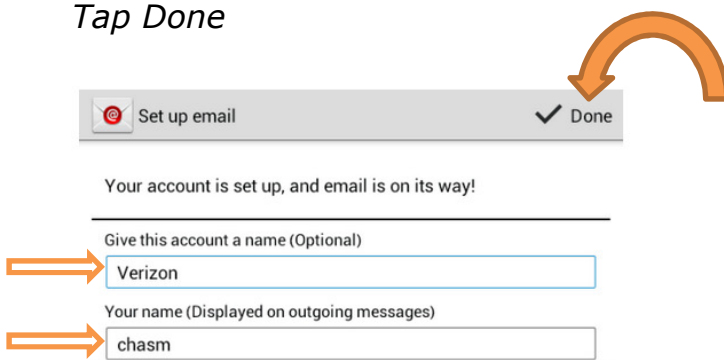 Tap Done
Set up email
Done
Your account is set up, and email is on its way!
Give this account a name (Optional)
Verizon
Your name (Displayed on outgoing messages)
chasm